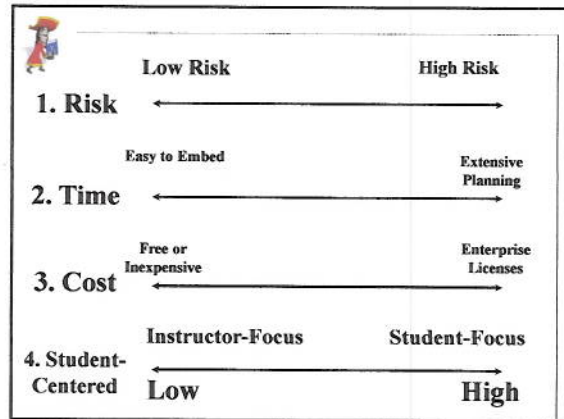 Low Risk High Risk
1. Risk
Easy to Embed Extensive
Planning
2. Time
Free or Enterprise
Inexpensive Licenses
3. Cost
Instructor-Focus Student-Focus
4. Student-
Centered
Low High